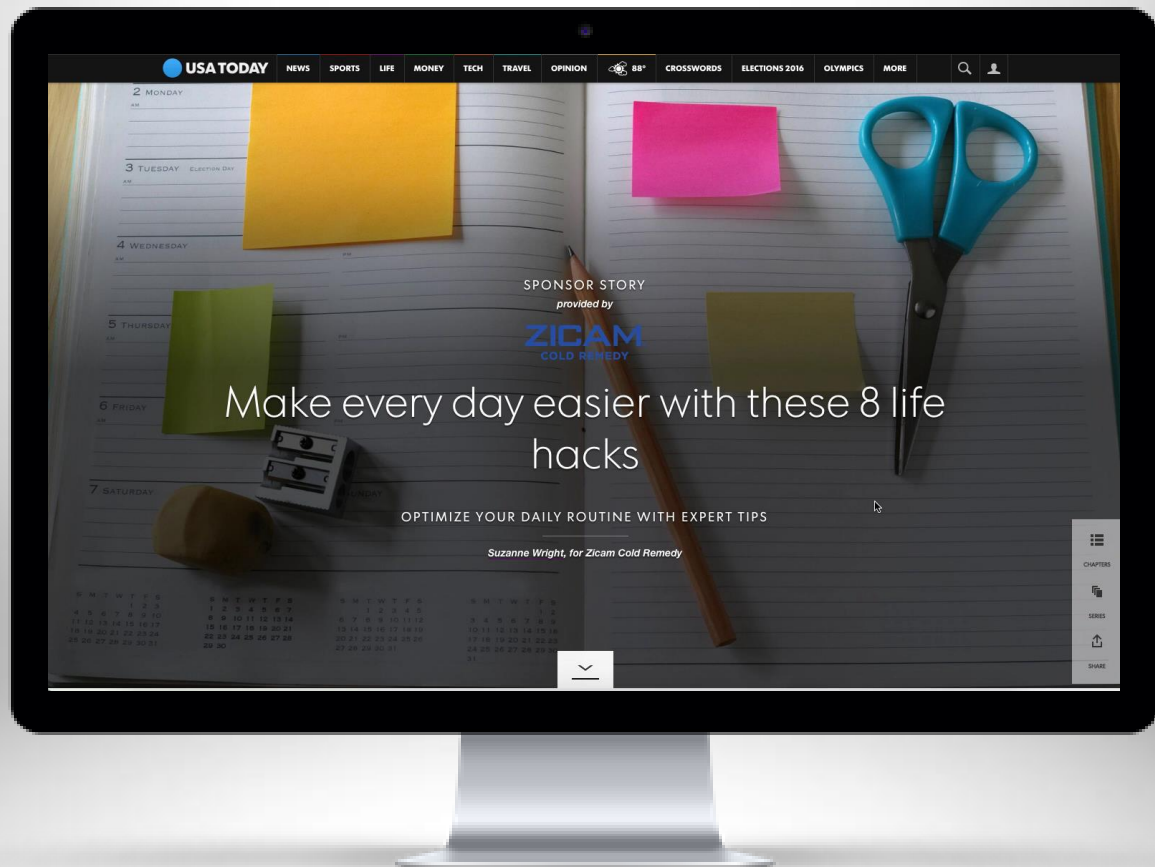 USA TODAY NEWS SPORTS LIFE MONEY TECH TRAVEL OPINION 88° CROSSWORDS ELECTIONS 2016 OLYMPICS MORE
2 MONDAY
3 TUESDAY ELECTION DAY
4 WEDNESDAY
5 THURSDAY
6 FRIDAY
7 SATURDAY
SPONSOR STORY
provided by
ZICAM
COLD REMEDY
Make every day easier with these 8 life
hacks
OPTIMIZE YOUR DAILY ROUTINE WITH EXPERT TIPS
Suzanne Wright, for Zicam Cold Remedy
CHAPTERS
SERIES
SHARE